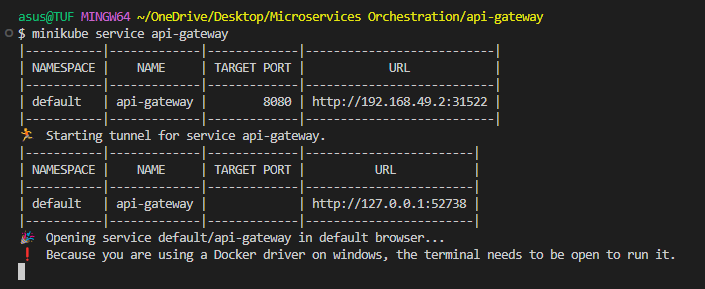 asus@TUF MINGW64 ~/OneDrive/Desktop/Microservices Orchestration/api-gateway
$ minikube service api-gateway
|-----------|-------------|-------------|---------------------------|
| NAMESPACE |    NAME     | TARGET PORT |            URL            |
|-----------|-------------|-------------|---------------------------|
| default   | api-gateway |        8080 | http://192.168.49.2:31522 |
|-----------|-------------|-------------|---------------------------|
🏃  Starting tunnel for service api-gateway.
|-----------|-------------|-------------|------------------------|
| NAMESPACE |    NAME     | TARGET PORT |          URL           |
|-----------|-------------|-------------|------------------------|
| default   | api-gateway |             | http://127.0.0.1:52738 |
|-----------|-------------|-------------|------------------------|
🎉  Opening service default/api-gateway in default browser...
❗  Because you are using a Docker driver on windows, the terminal needs to be open to run it.